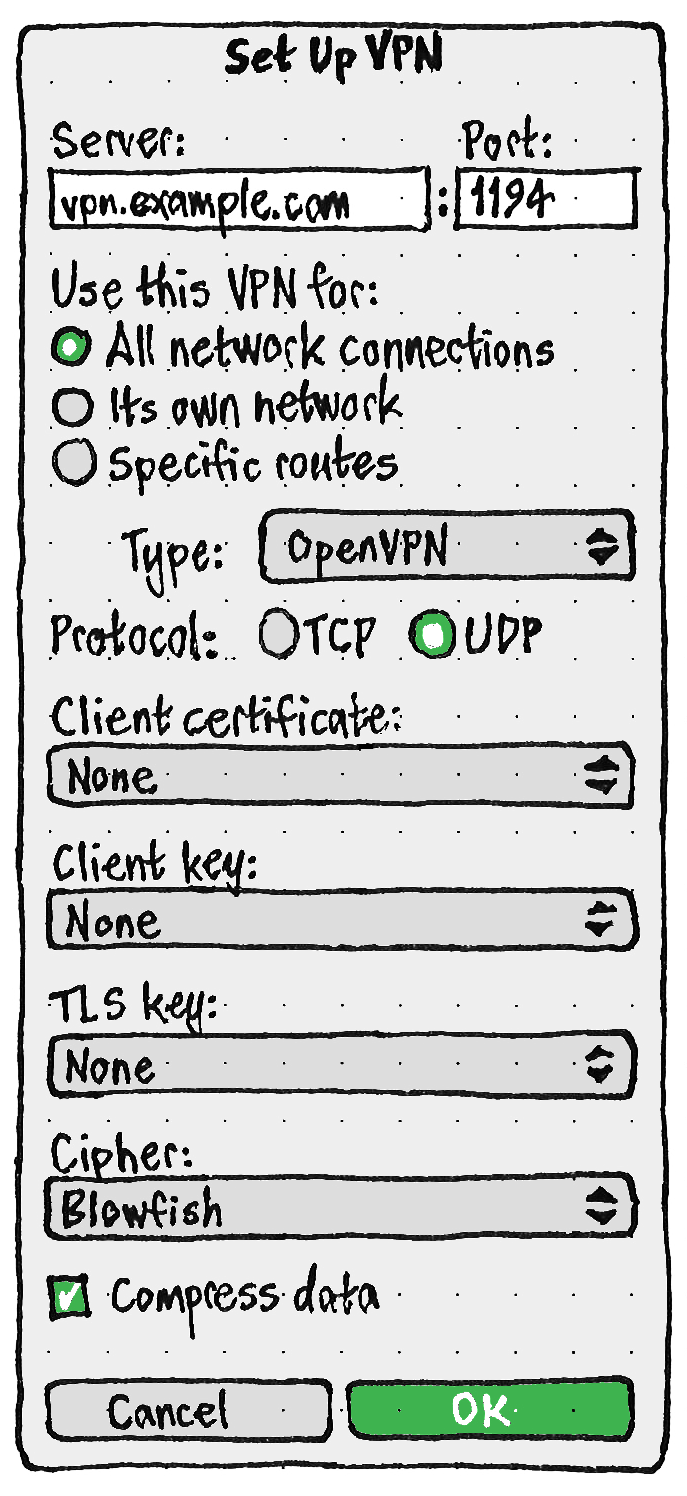 Set Up VPN
Server: Port:
vpn.example.com : 1194
Use this VPN for:
All network connections
Its own network
Specific routes
Type: OpenVPN
Protocol: TCP UDP
Client certificate:
None
Client key:
None
TLS key:
None
Cipher:
Blowfish
Compress data
Cancel OK